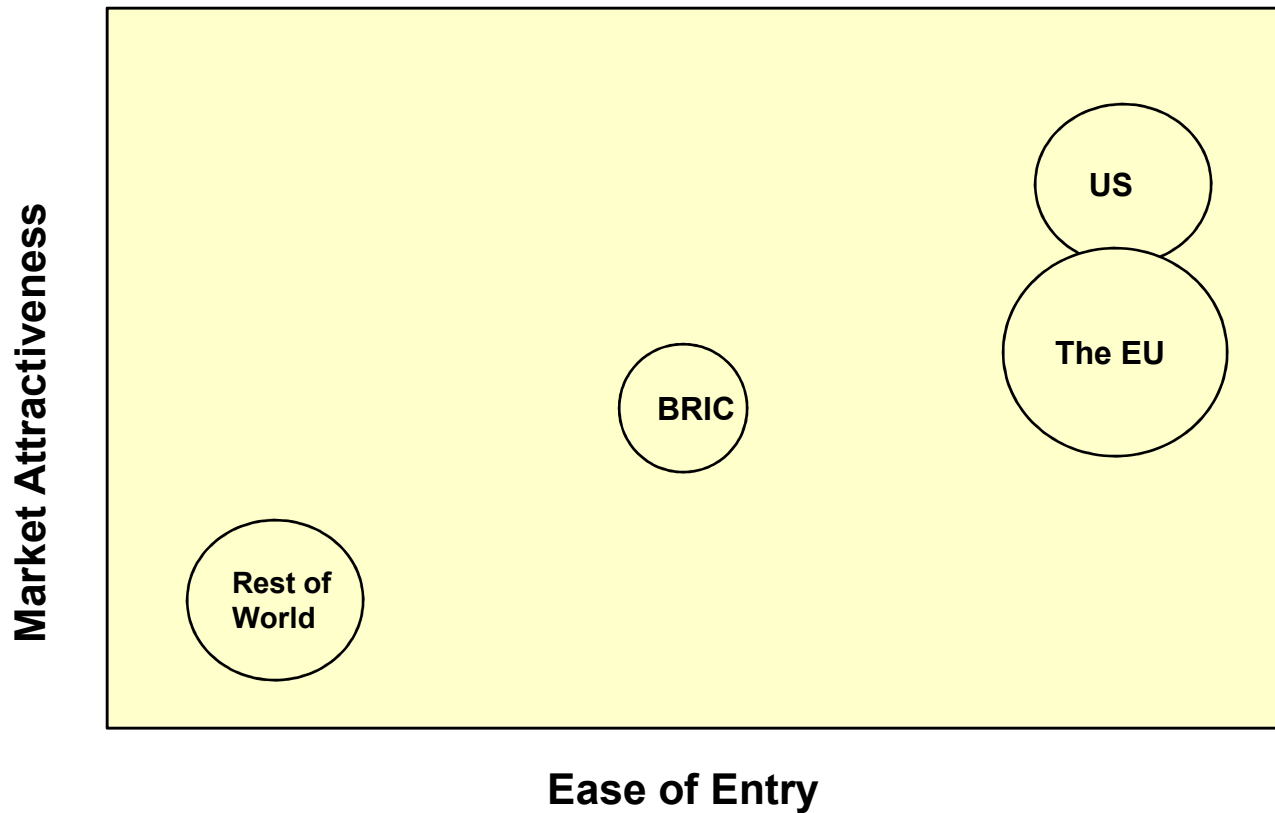 Market Attractiveness
US
The EU
BRIC
Rest of
World
Ease of Entry